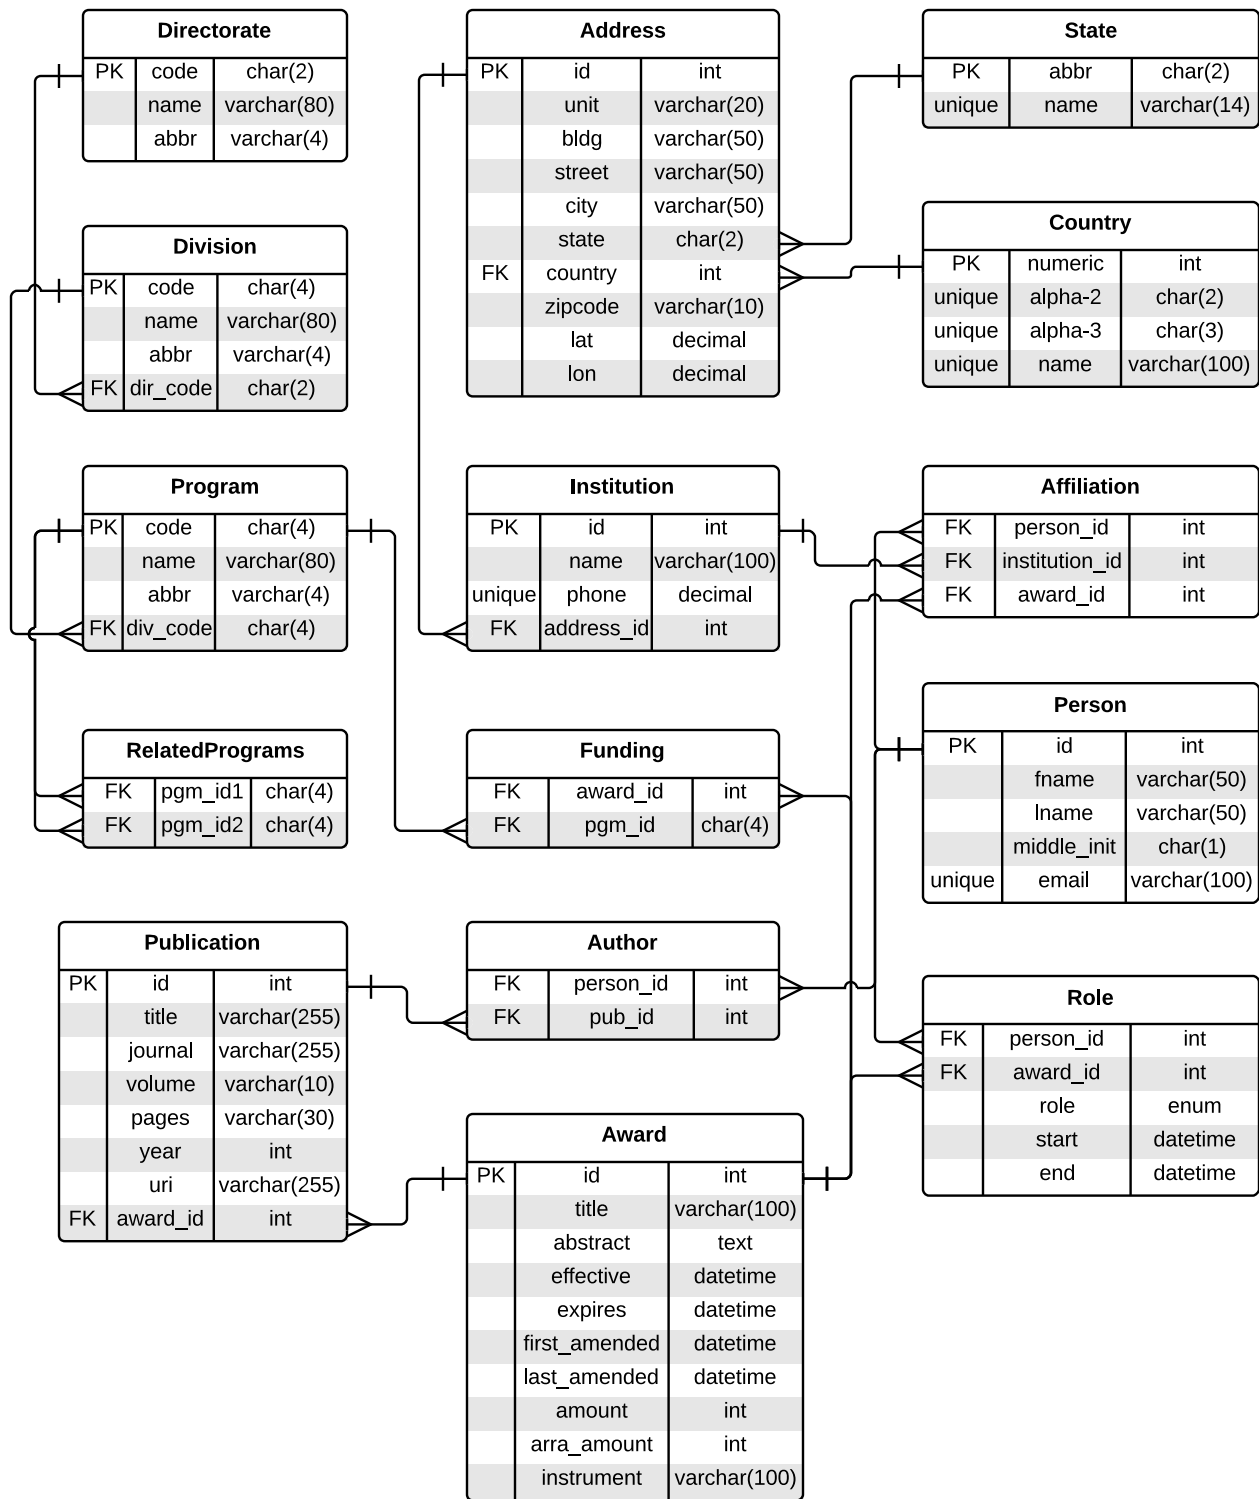 Directorate
PK code char(2)
name varchar(80)
abbr varchar(4)
Division
PK code char(4)
name varchar(80)
abbr varchar(4)
FK dir_code char(2)
Program
PK code char(4)
name varchar(80)
abbr varchar(4)
FK div_code char(4)
RelatedPrograms
FK pgm_id1 char(4)
FK pgm_id2 char(4)
Publication
PK id int
title varchar(255)
journal varchar(255)
volume varchar(10)
pages varchar(30)
year int
uri varchar(255)
FK award_id int
Address
PK id int
unit varchar(20)
bldg varchar(50)
street varchar(50)
city varchar(50)
state char(2)
FK country int
zipcode varchar(10)
lat decimal
lon decimal
Institution
PK id int
name varchar(100)
unique phone decimal
FK address_id int
Funding
FK award_id int
FK pgm_id char(4)
Author
FK person_id int
FK pub_id int
Award
PK id int
title varchar(100)
abstract text
effective datetime
expires datetime
first_amended datetime
last_amended datetime
amount int
arra_amount int
instrument varchar(100)
State
PK abbr char(2)
unique name varchar(14)
Country
PK numeric int
unique alpha-2 char(2)
unique alpha-3 char(3)
unique name varchar(100)
Affiliation
FK person_id int
FK institution_id int
FK award_id int
Person
PK id int
fname varchar(50)
lname varchar(50)
middle_init char(1)
unique email varchar(100)
Role
FK person_id int
FK award_id int
role enum
start datetime
end datetime